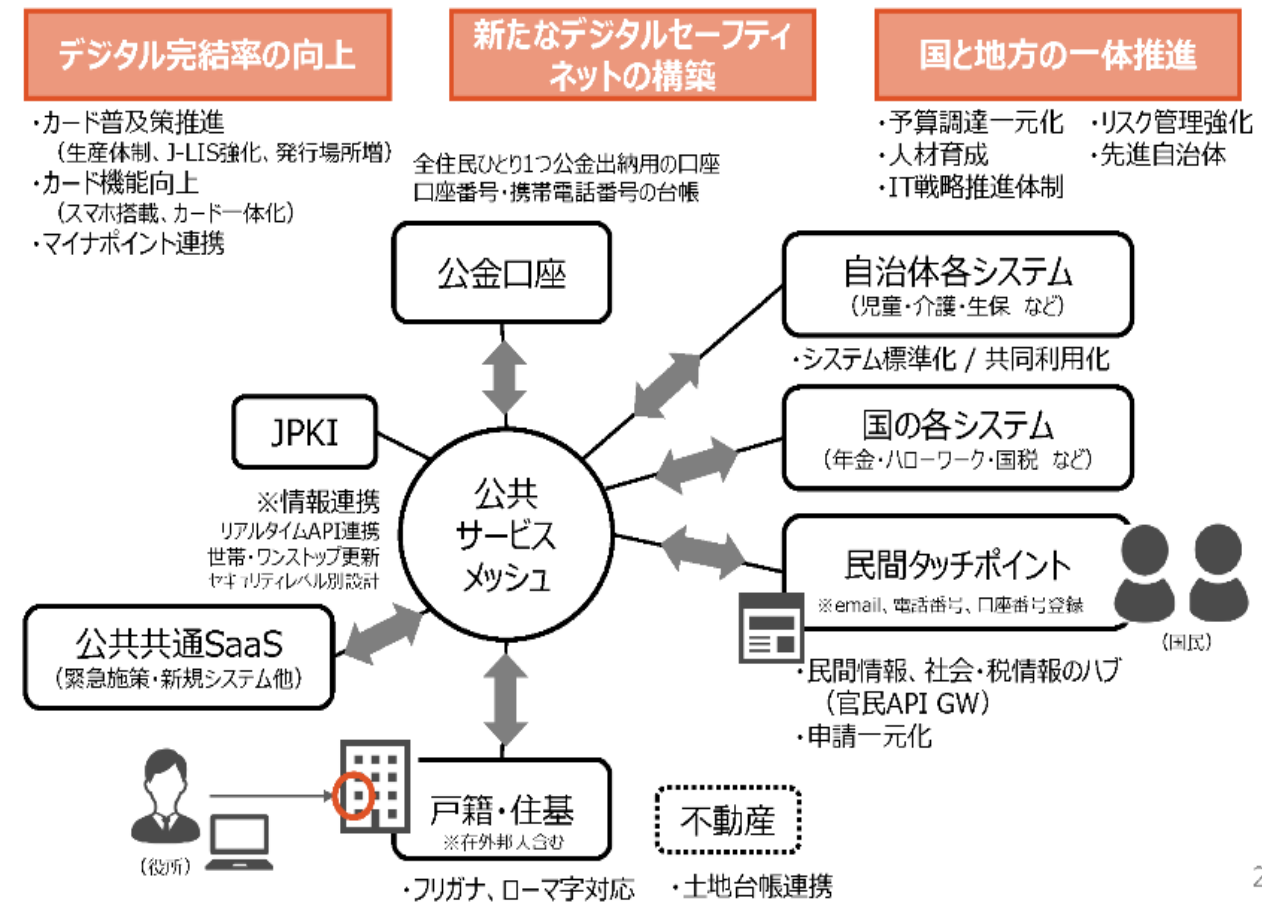 デジタル完結率の向上
新たなデジタルセーフティ
ネットの構築
国と地方の一体推進
・カード普及策推進
（生産体制、J-LIS強化、発行場所増）
・カード機能向上
（スマホ搭載、カード一体化）
・マイナポイント連携
全住民ひとり1つ公金出納用の口座
口座番号・携帯電話番号の台帳
・予算調達一元化
・人材育成
・IT戦略推進体制
・リスク管理強化
・先進自治体
公金口座
自治体各システム
（児童・介護・生保 など）
・システム標準化 / 共同利用化
JPKI
国の各システム
（年金・ハローワーク・国税 など）
公共
サービス
メッシュ
※情報連携
リアルタイムAPI連携
世帯・ワンストップ更新
セキュリティレベル別設計
民間タッチポイント
※email、電話番号、口座番号登録
（国民）
・民間情報、社会・税情報のハブ
（官民API GW）
・申請一元化
公共共通SaaS
（緊急施策・新規システム他）
（役所）
戸籍・住基
※在外邦人含む
・フリガナ、ローマ字対応
不動産
・土地台帳連携
2